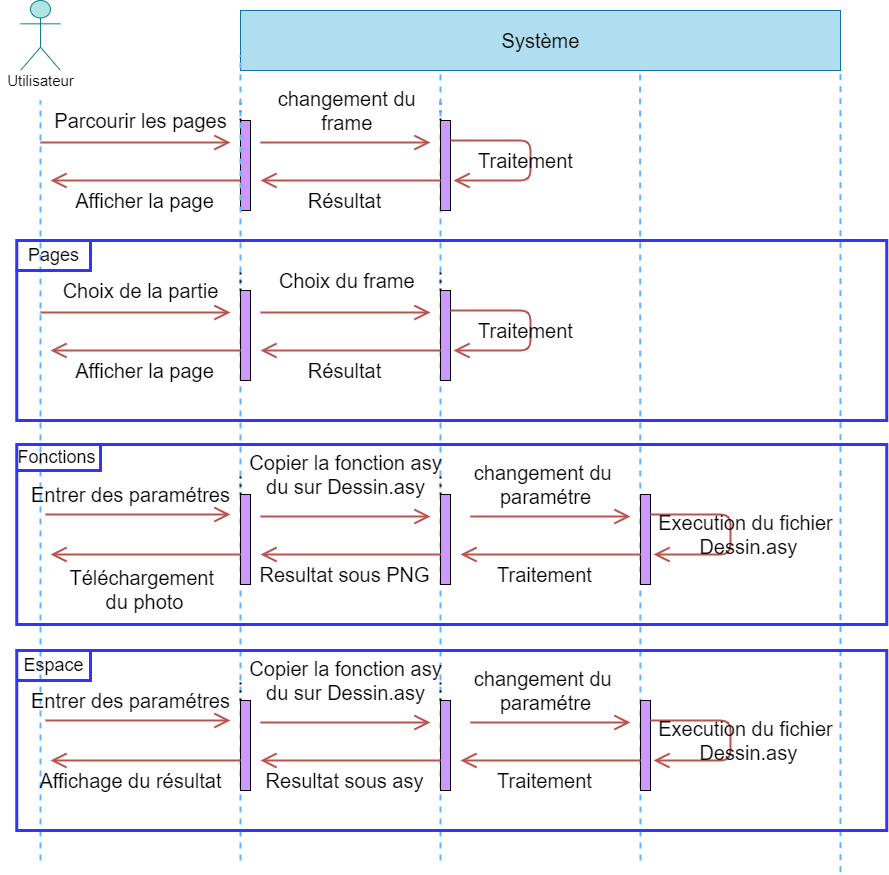 Système
Utilisateur
Parcourir les pages
changement du
frame
Traitement
Afficher la page
Résultat
Pages
Choix de la partie
Choix du frame
Traitement
Afficher la page
Résultat
Fonctions
Entrer des paramétres
Copier la fonction asy
du sur Dessin.asy
changement du
paramétre
Execution du fichier
Dessin.asy
Téléchargement
du photo
Resultat sous PNG
Traitement
Espace
Entrer des paramétres
Copier la fonction asy
du sur Dessin.asy
changement du
paramétre
Execution du fichier
Dessin.asy
Affichage du résultat
Resultat sous asy
Traitement